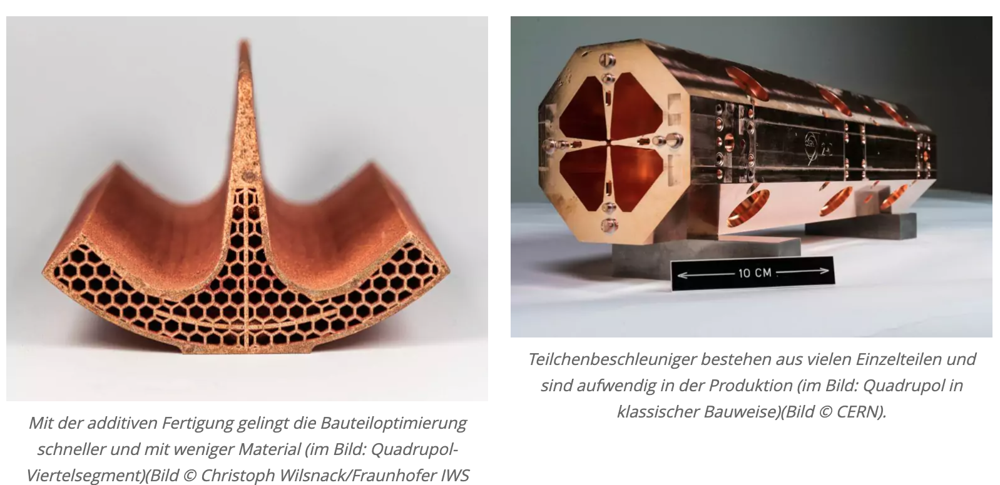 Mit der additiven Fertigung gelingt die Bauteiloptimierung
schneller und mit weniger Material (im Bild: Quadrupol-
Viertelsegment)(Bild © Christoph Wilsnack/Fraunhofer IWS
10 CM
Teilchenbeschleuniger bestehen aus vielen Einzelteilen und
sind aufwendig in der Produktion (im Bild: Quadrupol in
klassischer Bauweise)(Bild © CERN).